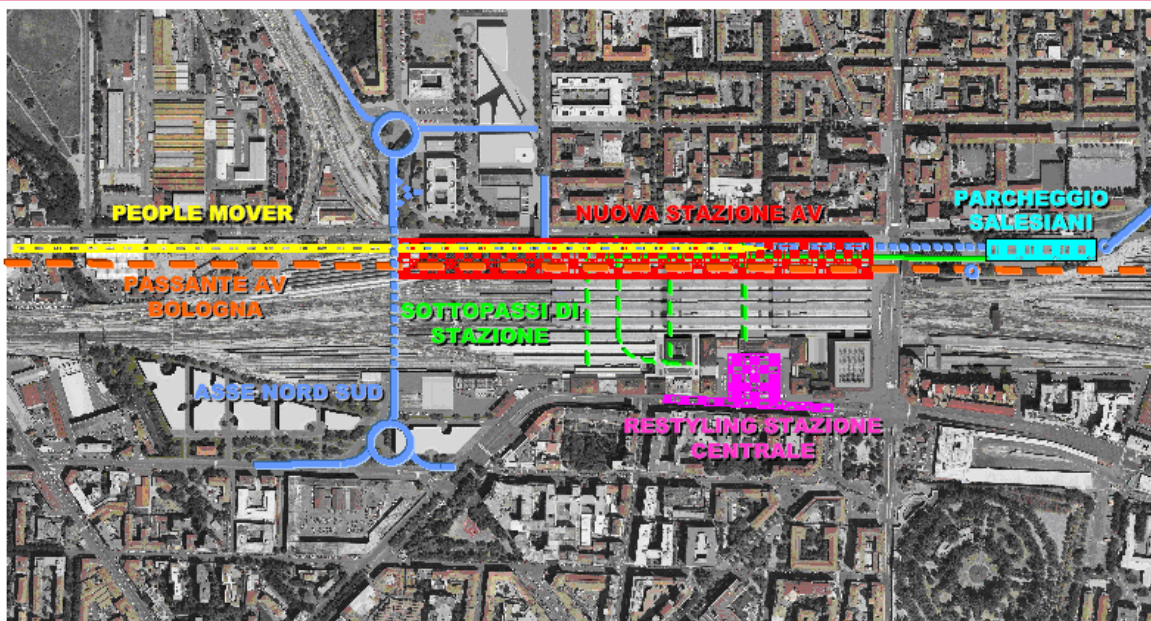 PEOPLE MOVER
NUOVA STAZIONE AV
PARCHEGGIO
SALESIANI
PASSANTE AV
BOLOGNA
SOTTOPASSI DI
STAZIONE
ASSE NORD SUD
RESTYLING STAZIONE
CENTRALE